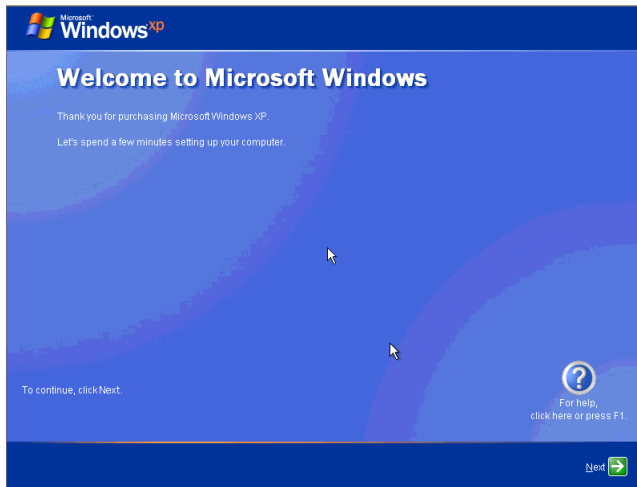 Microsoft
Windows xp
Welcome to Microsoft Windows
Thank you for purchasing Microsoft Windows XP.
Let's spend a few minutes setting up your computer.
To continue, click Next.
?
For help,
click here or press F1.
Next